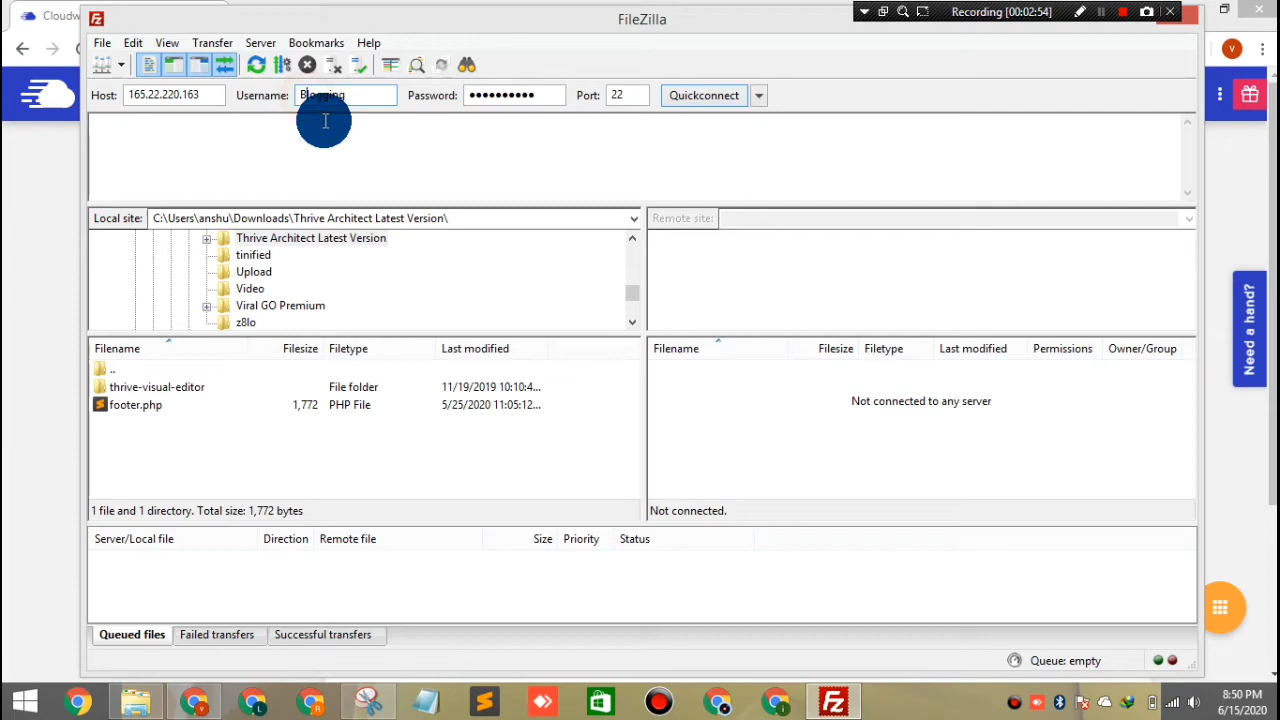 Cloudw
FileZilla
Recording [00:02:54]
File Edit View Transfer Server Bookmarks Help
Host: 165.22.220.163 Username: Blogging Password: ●●●●●●●●●● Port: 22 Quickconnect
Local site: C:\Users\anshu\Downloads\Thrive Architect Latest Version\
Remote site:
Thrive Architect Latest Version
tinified
Upload
Video
Viral GO Premium
z8lo
Filename Filesize Filetype Last modified
..
thrive-visual-editor File folder 11/19/2019 10:10:4...
footer.php 1,772 PHP File 5/25/2020 11:05:12...
1 file and 1 directory. Total size: 1,772 bytes
Filename Filesize Filetype Last modified Permissions Owner/Group
Not connected to any server
Not connected.
Server/Local file Direction Remote file Size Priority Status
Queued files Failed transfers Successful transfers
Queue: empty
Need a hand?
V
8:50 PM
6/15/2020